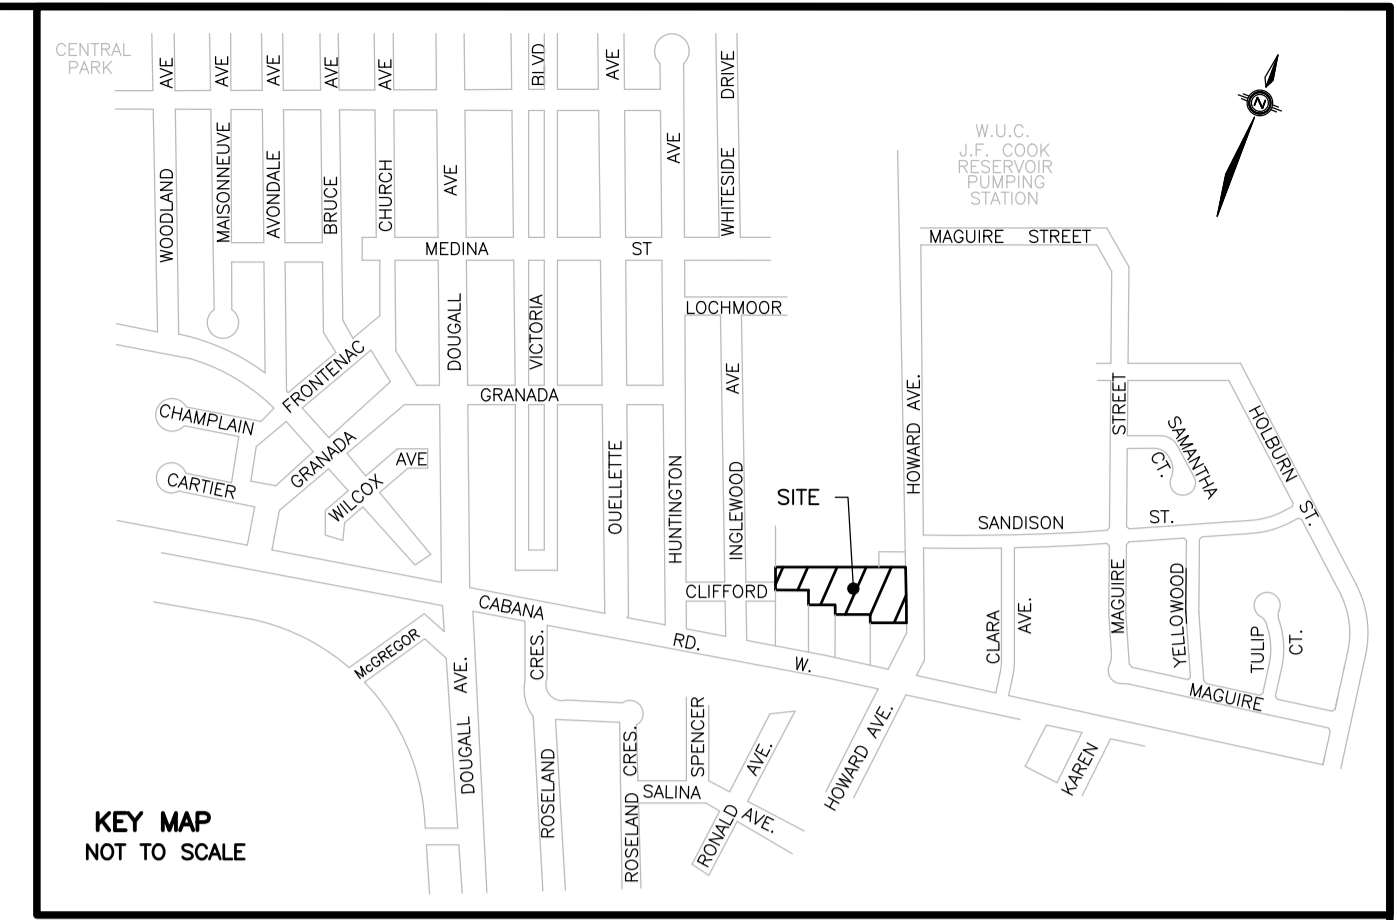 CENTRAL
PARK
AVE
AVE
AVE
AVE
AVE
BLVD
AVE
DRIVE
N
W.U.C.
J.F. COOK
RESERVOIR
PUMPING
STATION
WOODLAND
MAISONNEUVE
AVONDALE
BRUCE
CHURCH
AVE
AVE
WHITESIDE
MEDINA ST
MAGUIRE STREET
LOCHMOOR
DOUGALL
VICTORIA
FRONTENAC
GRANADA
AVE
HOWARD AVE.
STREET
SAMANTHA
CT.
HOLBURN
ST.
CHAMPLAIN
GRANADA
AVE
CARTIER
WILCOX
OUELLETTE
HUNTINGTON
INGLEWOOD
SITE
SANDISON ST.
CLIFFORD
CABANA
RD.
W.
McGREGOR
CRES.
CLARA
AVE.
MAGUIRE
YELLOWOOD
TULIP
CT.
MAGUIRE
DOUGALL AVE.
ROSELAND
ROSELAND CRES.
SPENCER
SALINA
RONALD
AVE.
AVE.
HOWARD AVE.
KAREN
KEY MAP
NOT TO SCALE